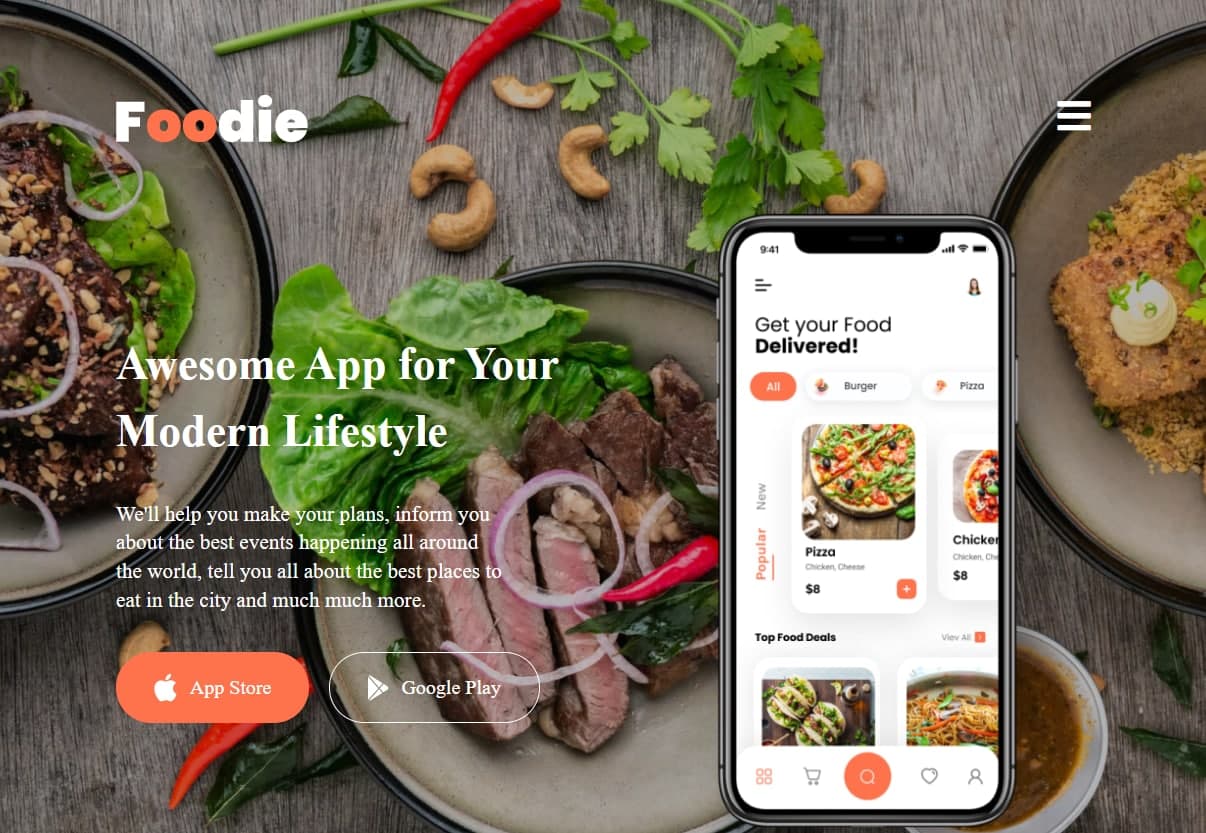 Foodie
Awesome App for Your
Modern Lifestyle
We'll help you make your plans, inform you
about the best events happening all around
the world, tell you all about the best places to
eat in the city and much much more.
App Store
Google Play
9:41
Get your Food
Delivered!
All
Burger
Pizza
New
Popular
Pizza
Chicken, Cheese
$8
Chicken
Chicken, Che
$8
Top Food Deals
View All